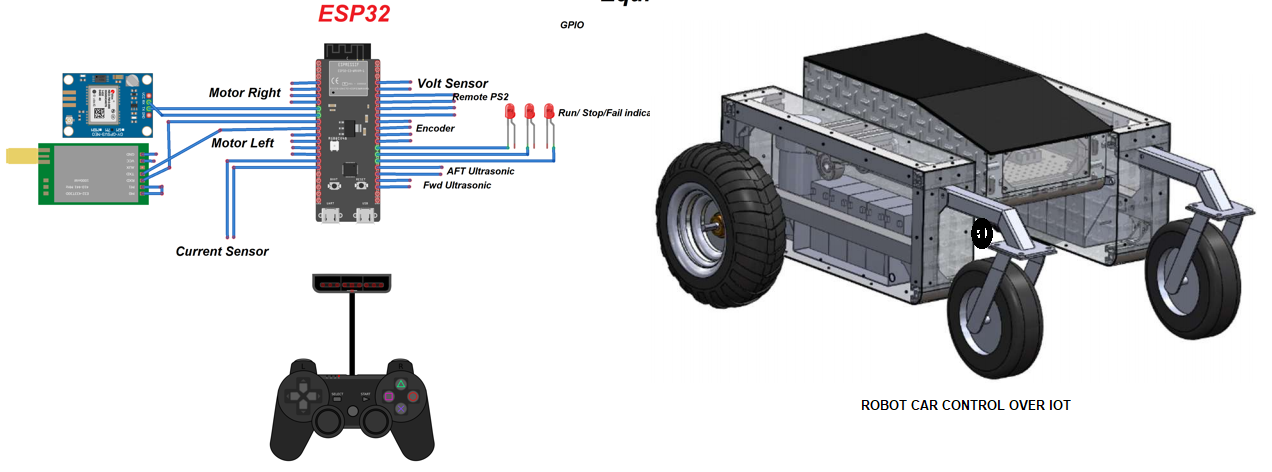 ESP32
GPIO
Motor Right
Volt Sensor
Remote PS2
Run/ Stop/Fail indica
Encoder
Motor Left
AFT Ultrasonic
Fwd Ultrasonic
Current Sensor
L
R
SELECT
START
ROBOT CAR CONTROL OVER IOT